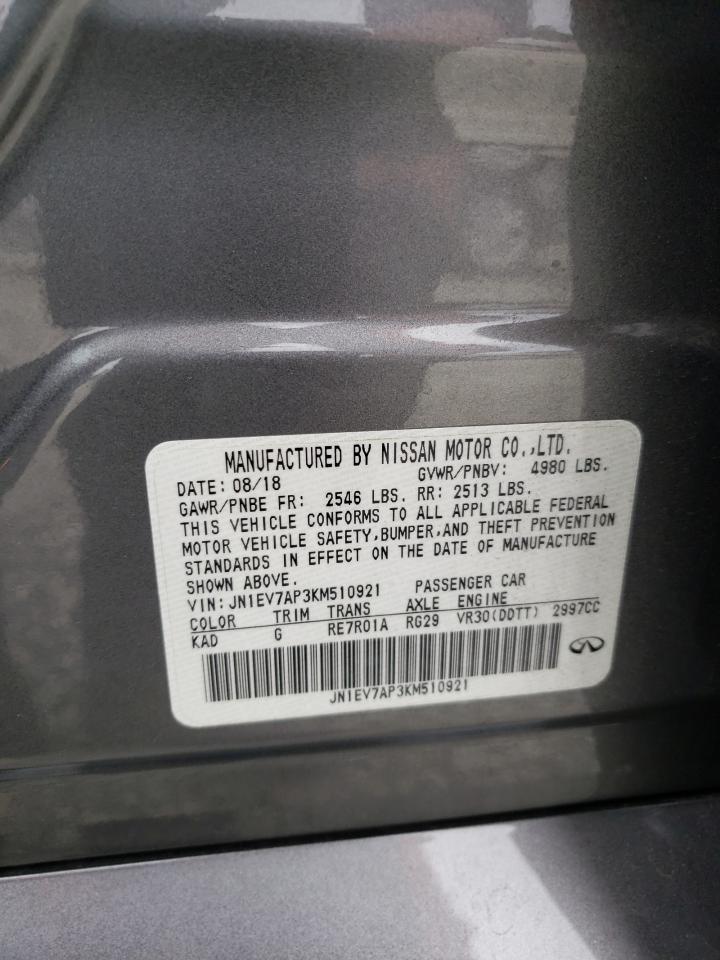 MANUFACTURED BY NISSAN MOTOR CO.,LTD.
DATE: 08/18 GVWR/PNBV: 4980 LBS.
GAWR/PNBE FR: 2546 LBS. RR: 2513 LBS.
THIS VEHICLE CONFORMS TO ALL APPLICABLE FEDERAL
MOTOR VEHICLE SAFETY,BUMPER,AND THEFT PREVENTION
STANDARDS IN EFFECT ON THE DATE OF MANUFACTURE
SHOWN ABOVE.
VIN:JN1EV7AP3KM510921 PASSENGER CAR
COLOR TRIM TRANS AXLE ENGINE
KAD G RE7R01A RG29 VR30(DDTT) 2997CC
JN1EV7AP3KM510921